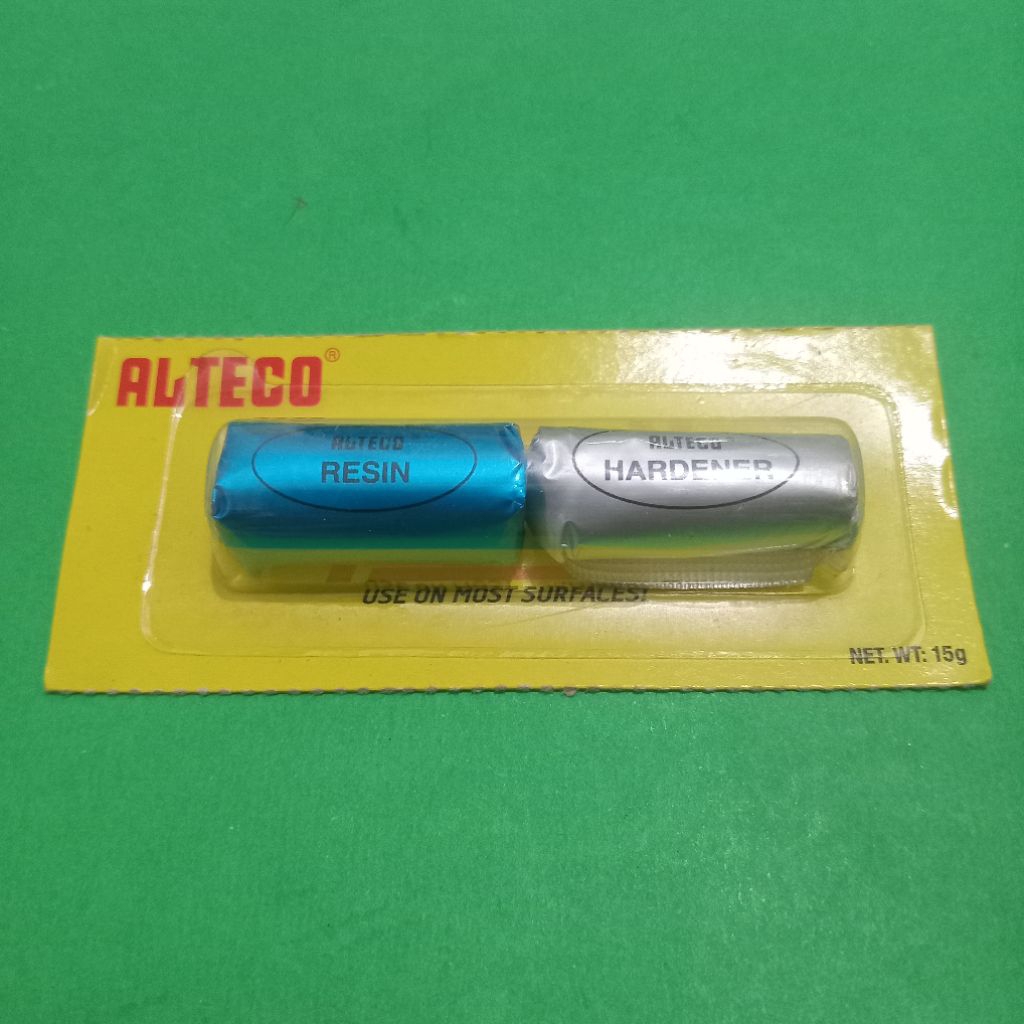 ALTECO®
ALTECO
RESIN
ALTECO
HARDENER
USE ON MOST SURFACES!
NET. WT: 15g